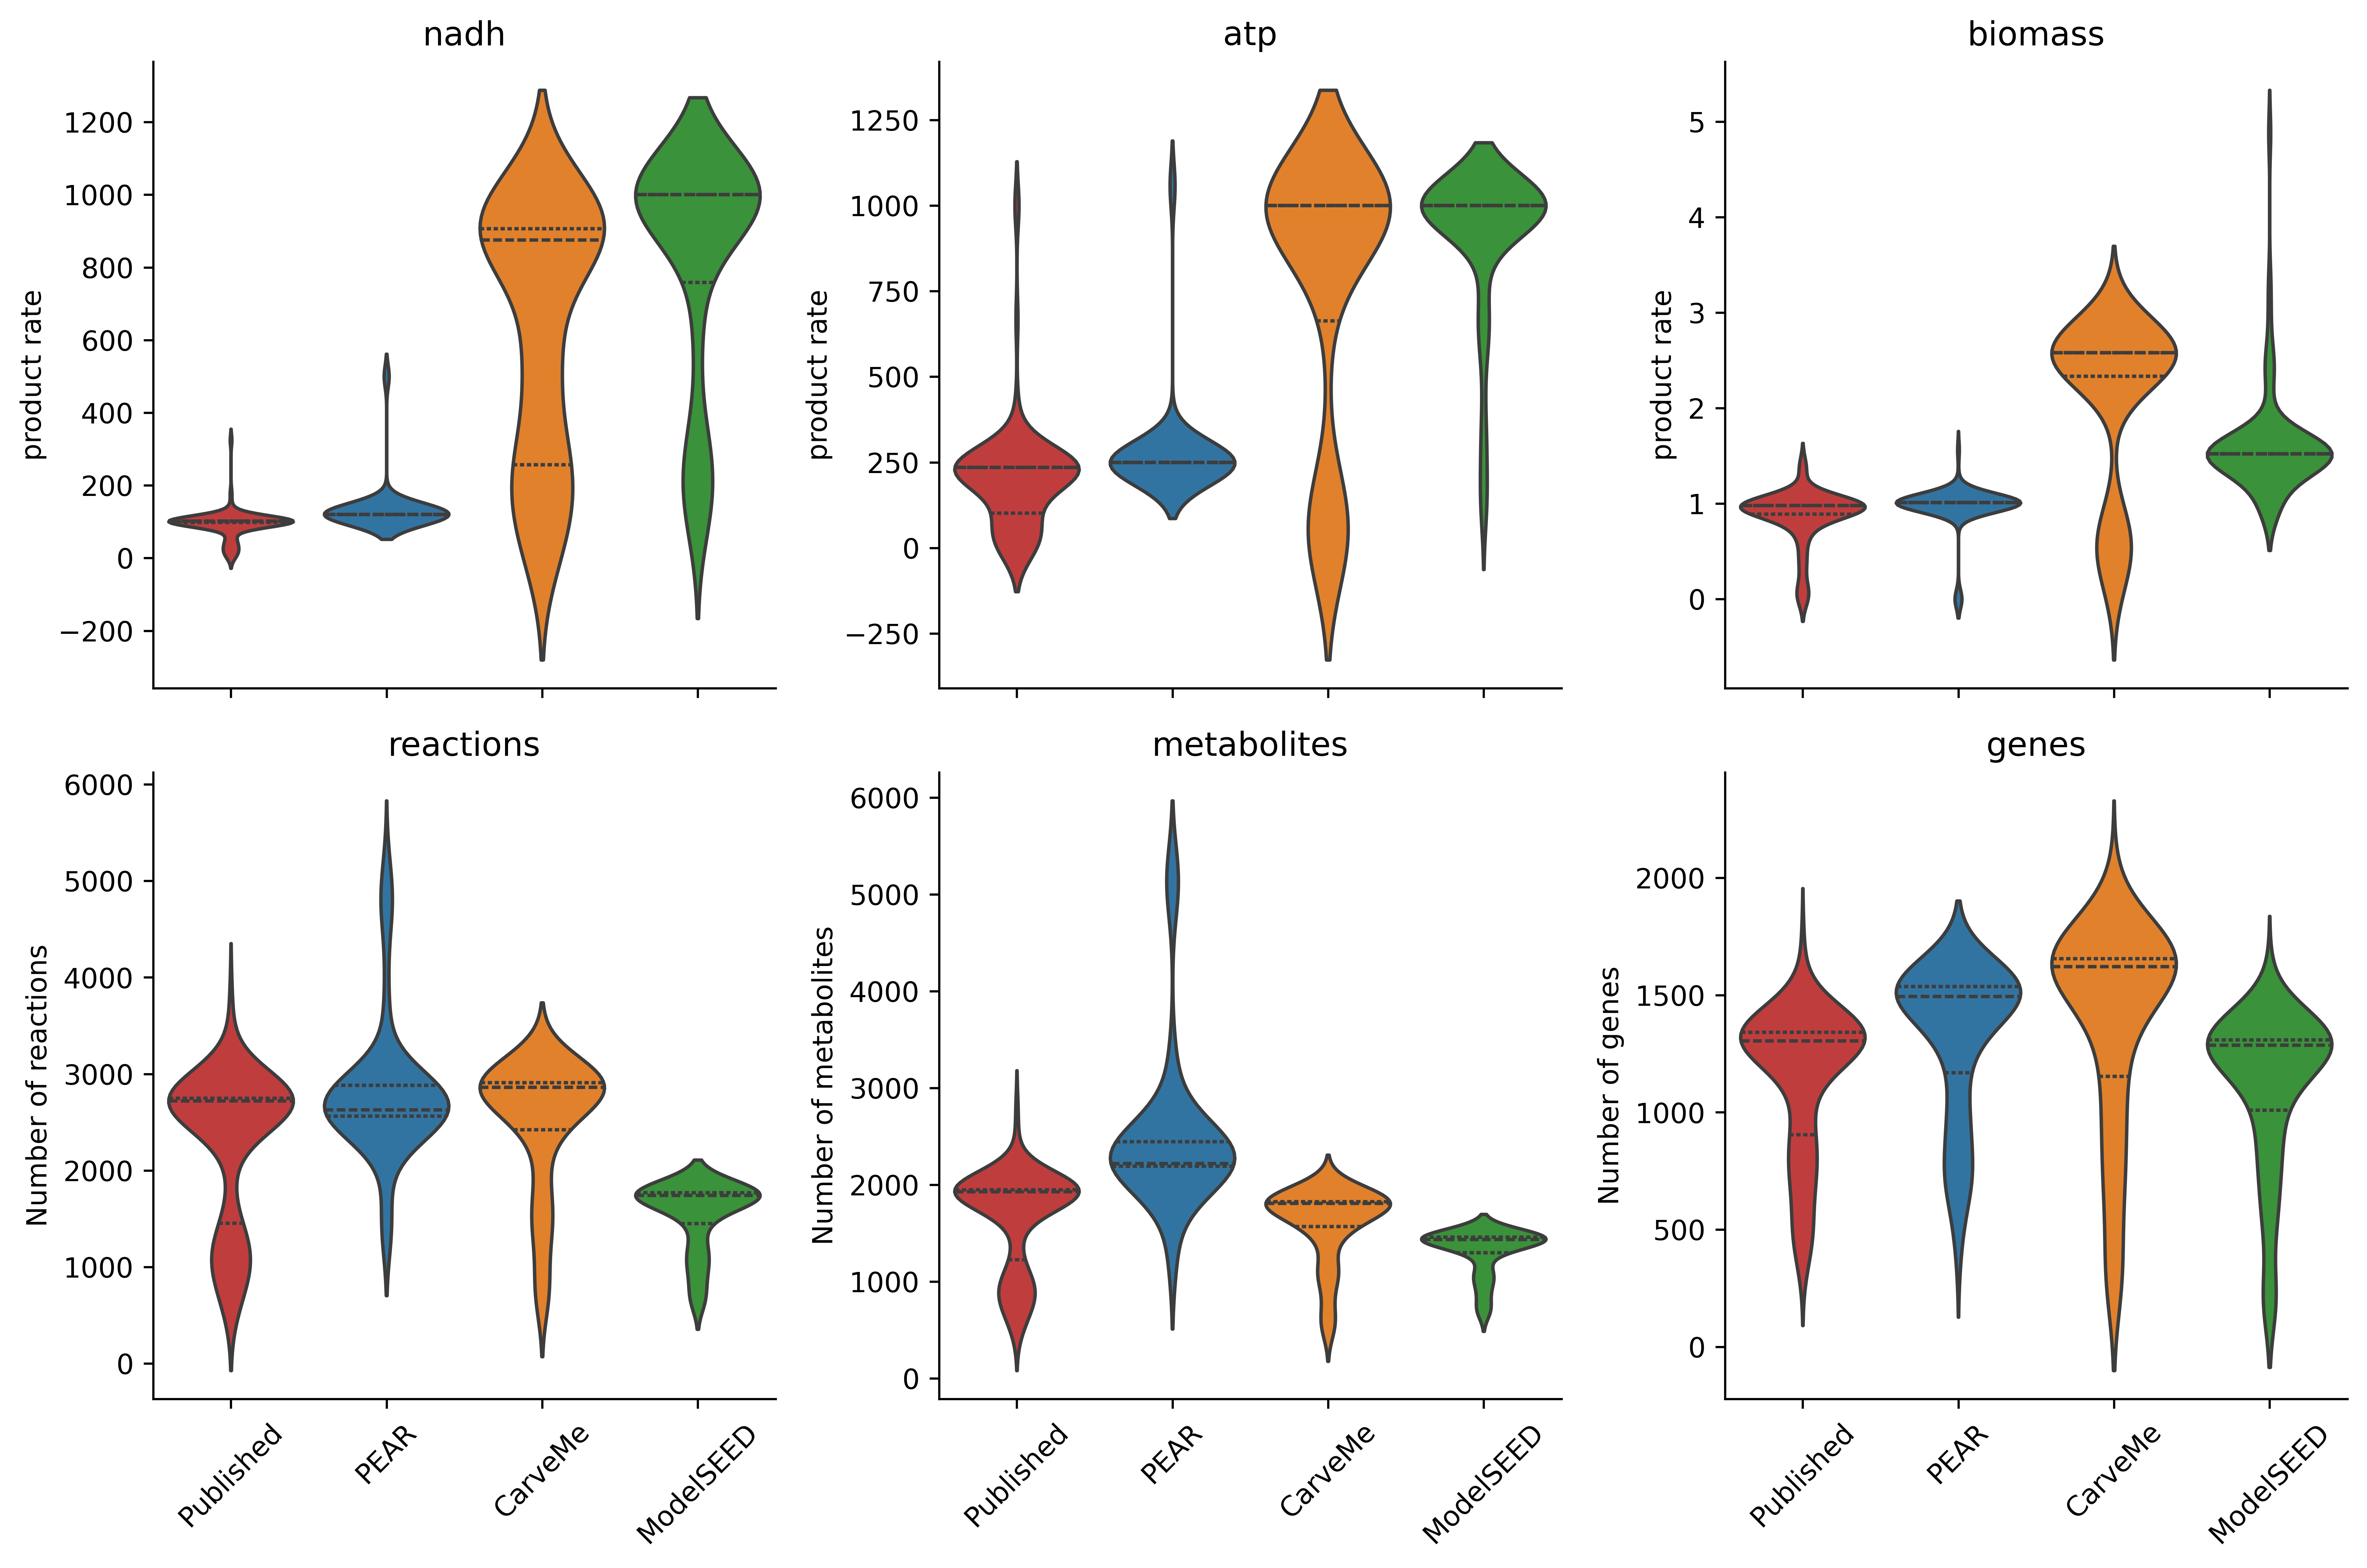 nadh
product rate
1200
1000
800
600
400
200
0
−200
atp
product rate
1250
1000
750
500
250
0
−250
biomass
product rate
5
4
3
2
1
0
reactions
Number of reactions
6000
5000
4000
3000
2000
1000
0
Published
PEAR
CarveMe
ModelSEED
metabolites
Number of metabolites
6000
5000
4000
3000
2000
1000
0
Published
PEAR
CarveMe
ModelSEED
genes
Number of genes
2000
1500
1000
500
0
Published
PEAR
CarveMe
ModelSEED